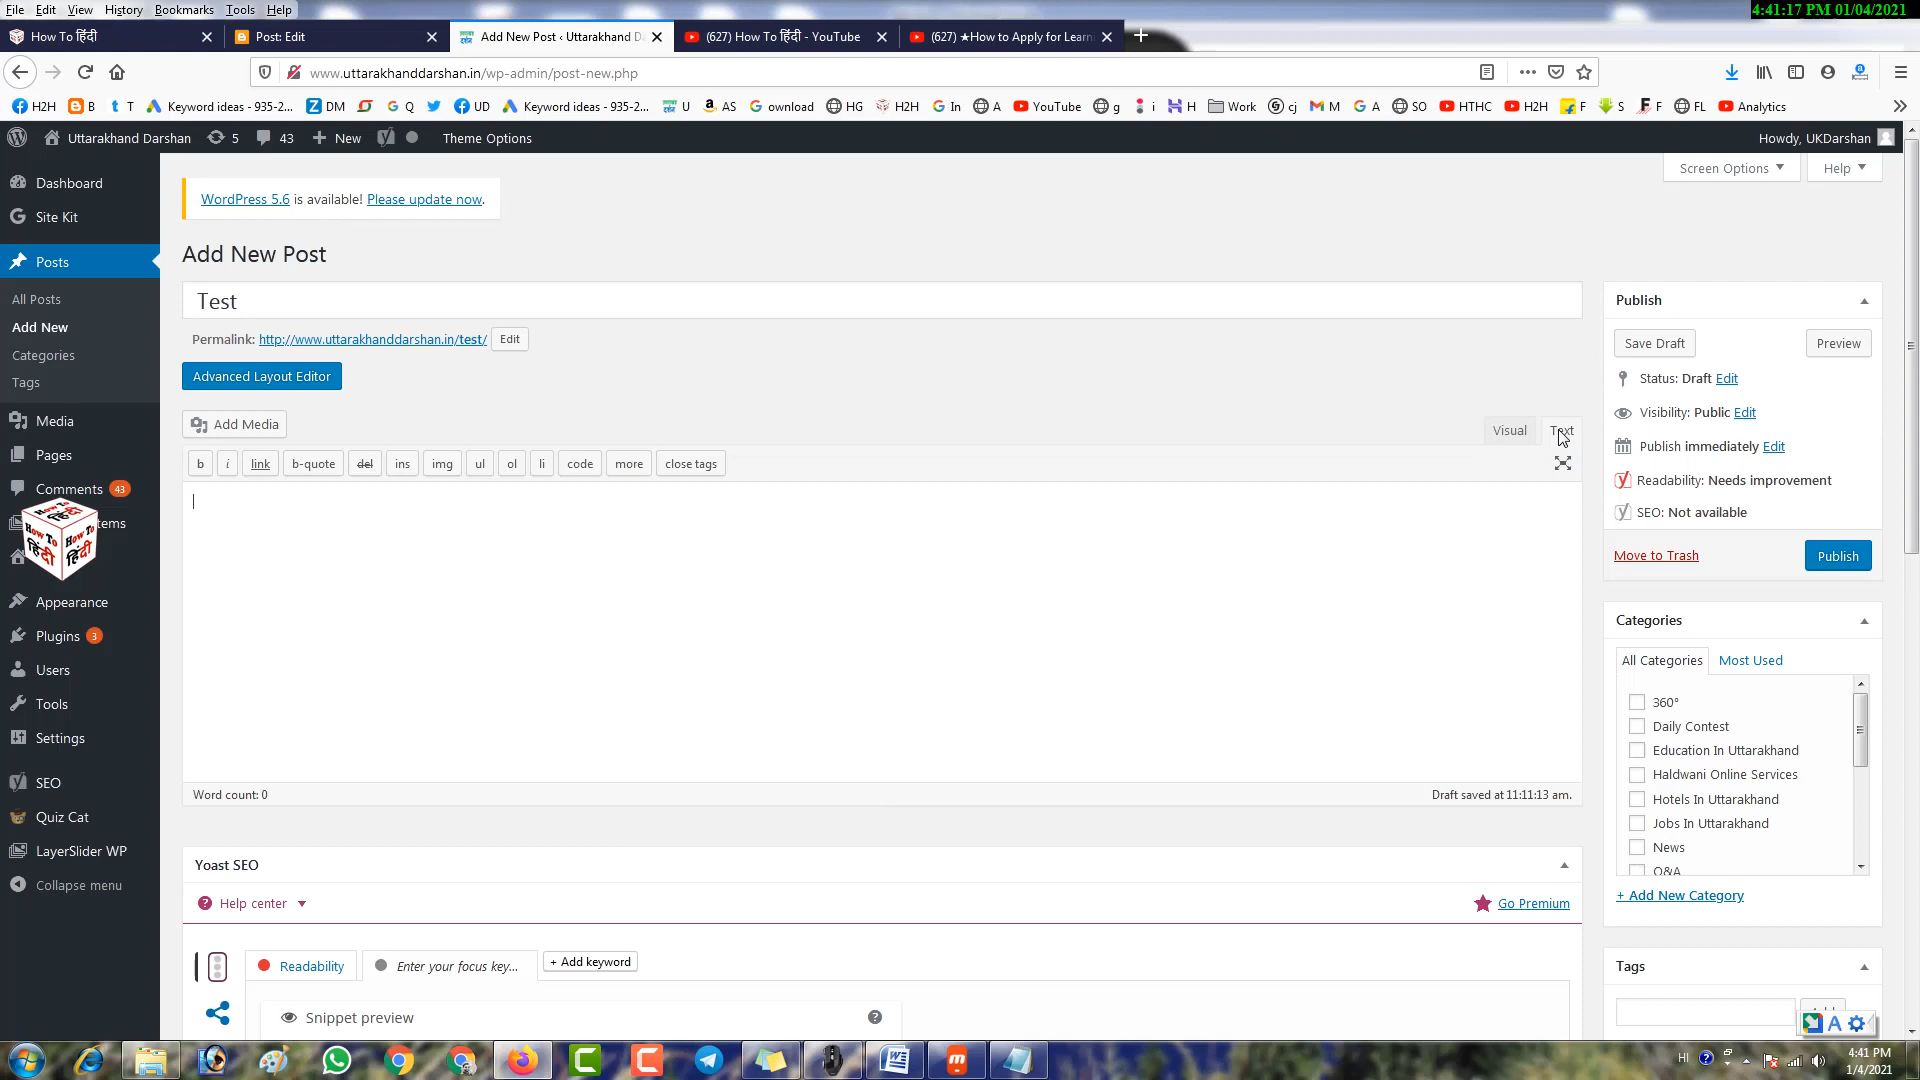 File Edit View History Bookmarks Tools Help
4:41:17 PM 01/04/2021
How To हिंदी
Post: Edit
Add New Post ‹ Uttarakhand D
(627) How To हिंदी - YouTube
(627) ★How to Apply for Learn
www.uttarakhanddarshan.in/wp-admin/post-new.php
H2H B T Keyword ideas - 935-2... DM G Q UD Keyword ideas - 935-2... U AS ownload HG H2H In A YouTube g i H Work cj M A SO HTHC H2H F S F FL Analytics
Uttarakhand Darshan 5 43 New Theme Options Howdy, UKDarshan
Screen Options Help
Dashboard
Site Kit
Posts
All Posts
Add New
Categories
Tags
Media
Pages
Comments 43
tems
How To
हिंदी
How To
हिंदी
Appearance
Plugins 3
Users
Tools
Settings
SEO
Quiz Cat
LayerSlider WP
Collapse menu
WordPress 5.6 is available! Please update now.
Add New Post
Test
Permalink: http://www.uttarakhanddarshan.in/test/ Edit
Advanced Layout Editor
Add Media
Visual Text
b i link b-quote del ins img ul ol li code more close tags
Word count: 0
Draft saved at 11:11:13 am.
Yoast SEO
Help center
Go Premium
Readability
Enter your focus key...
+ Add keyword
Snippet preview
Publish
Save Draft Preview
Status: Draft Edit
Visibility: Public Edit
Publish immediately Edit
Readability: Needs improvement
SEO: Not available
Move to Trash
Publish
Categories
All Categories Most Used
360°
Daily Contest
Education In Uttarakhand
Haldwani Online Services
Hotels In Uttarakhand
Jobs In Uttarakhand
News
Q&A
+ Add New Category
Tags
A
HI
4:41 PM
1/4/2021